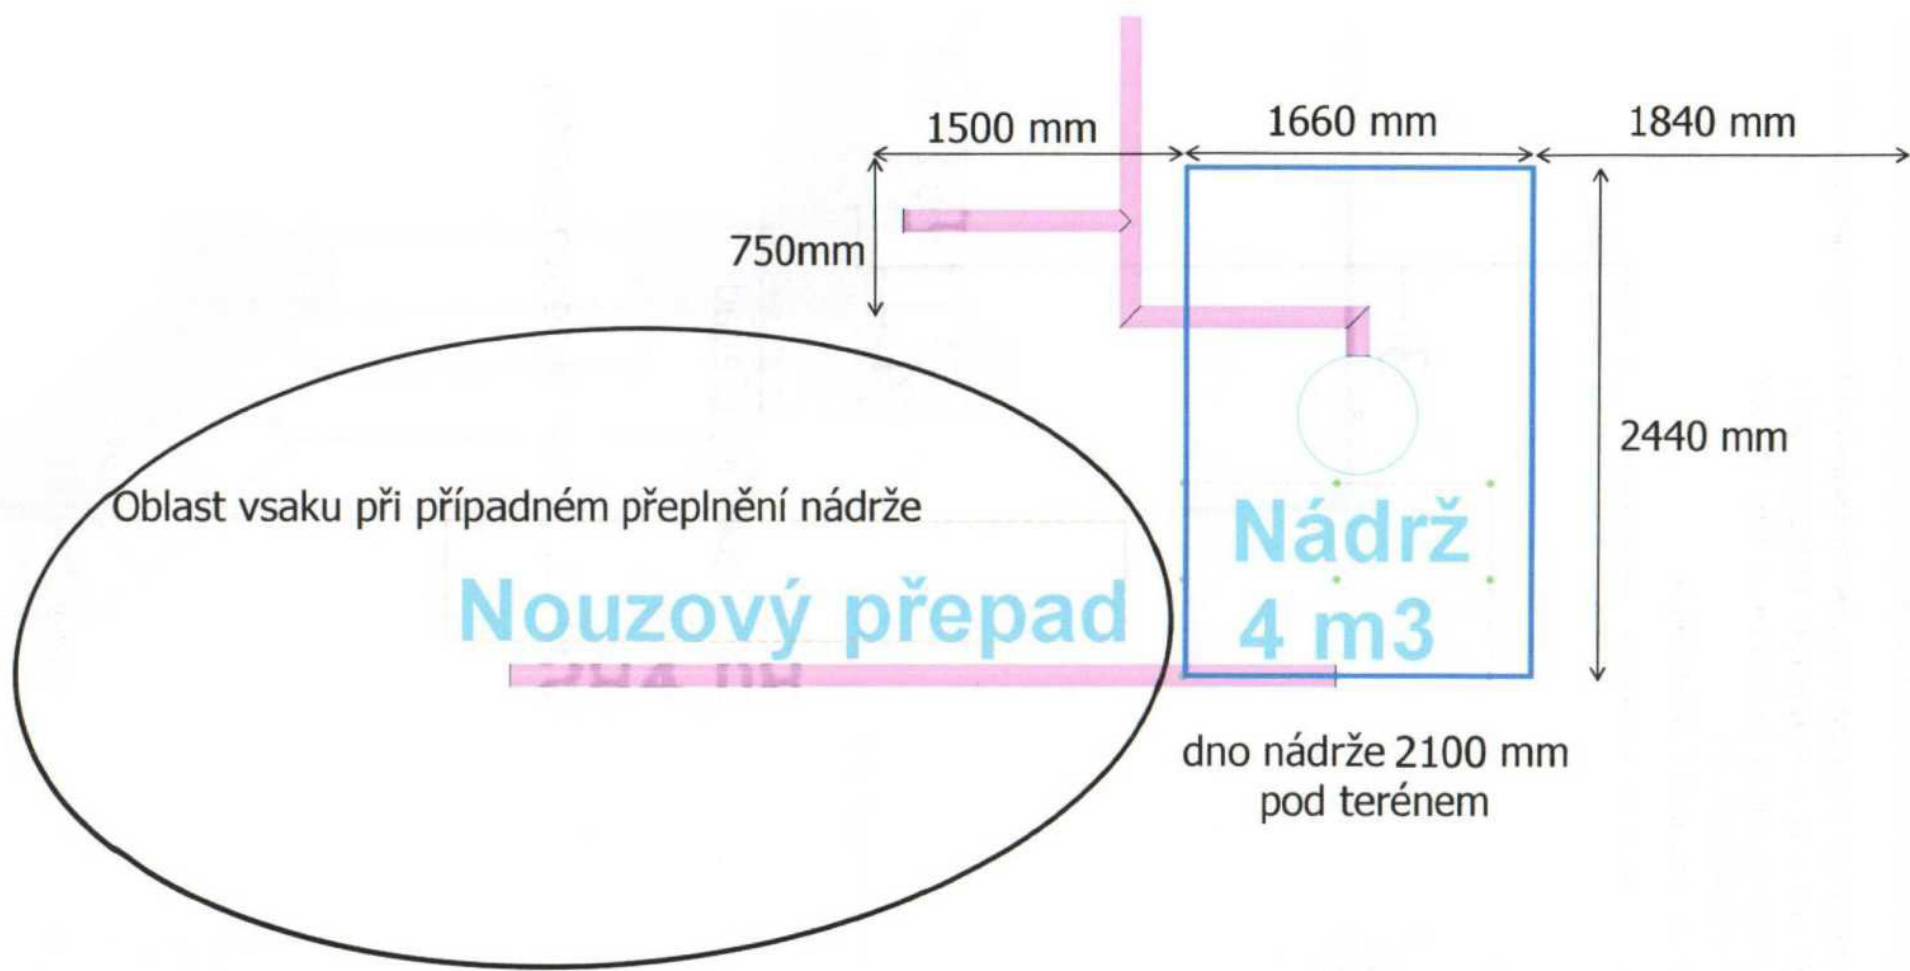 1500 mm
1660 mm
1840 mm
750mm
2440 mm
Oblast vsaku při případném přeplnění nádrže
Nádrž
4 m3
Nouzový přepad
dno nádrže 2100 mm
pod terénem